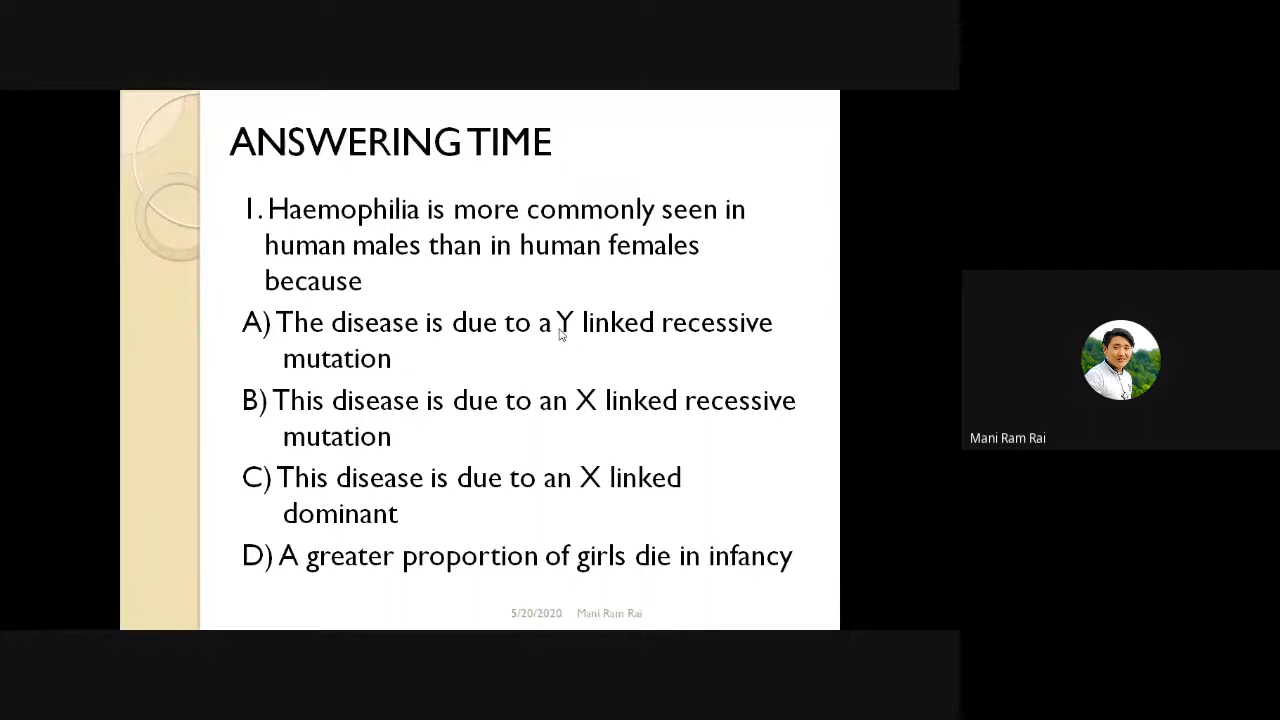 ANSWERING TIME
1. Haemophilia is more commonly seen in
human males than in human females
because
A) The disease is due to a Y linked recessive
mutation
B) This disease is due to an X linked recessive
mutation
C) This disease is due to an X linked
dominant
D) A greater proportion of girls die in infancy
5/20/2020 Mani Ram Rai
Mani Ram Rai